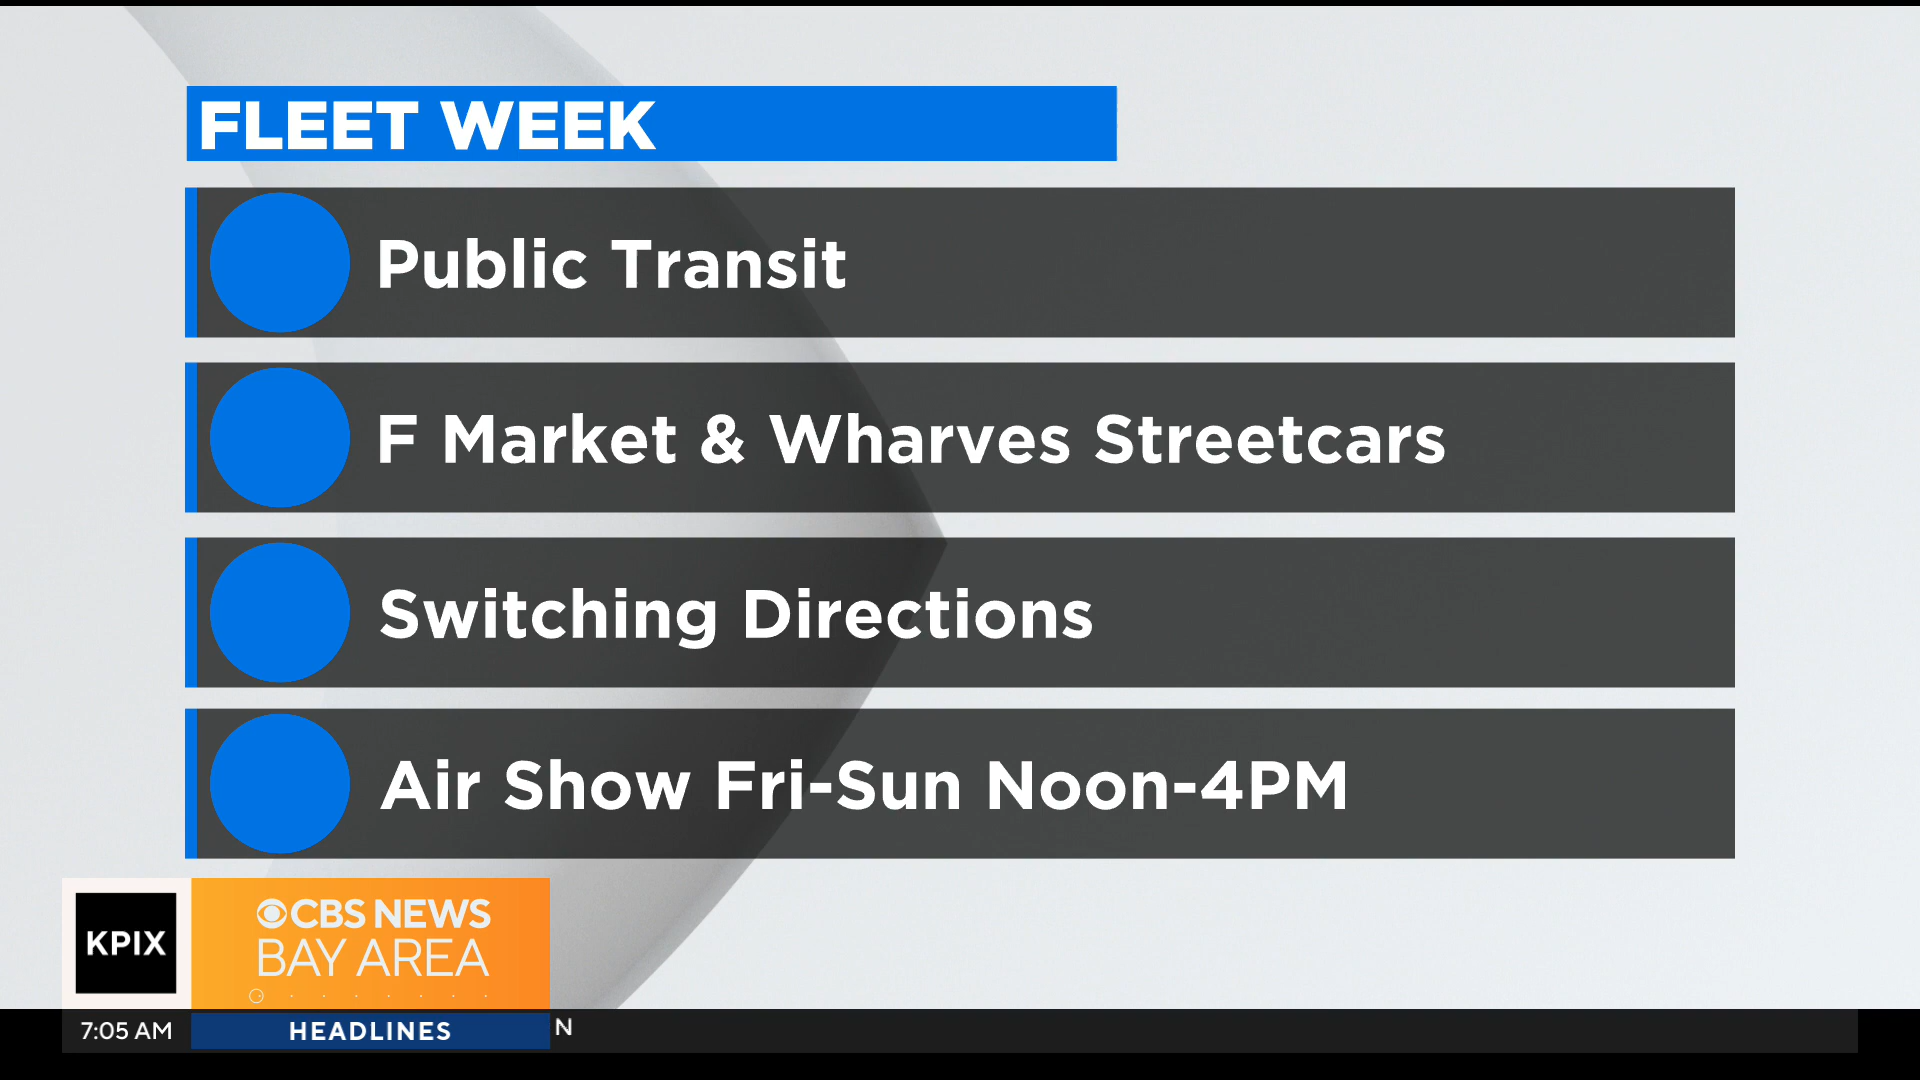 FLEET WEEK
Public Transit
F Market & Wharves Streetcars
Switching Directions
Air Show Fri-Sun Noon-4PM
KPIX
CBS NEWS
BAY AREA
7:05 AM
HEADLINES
N